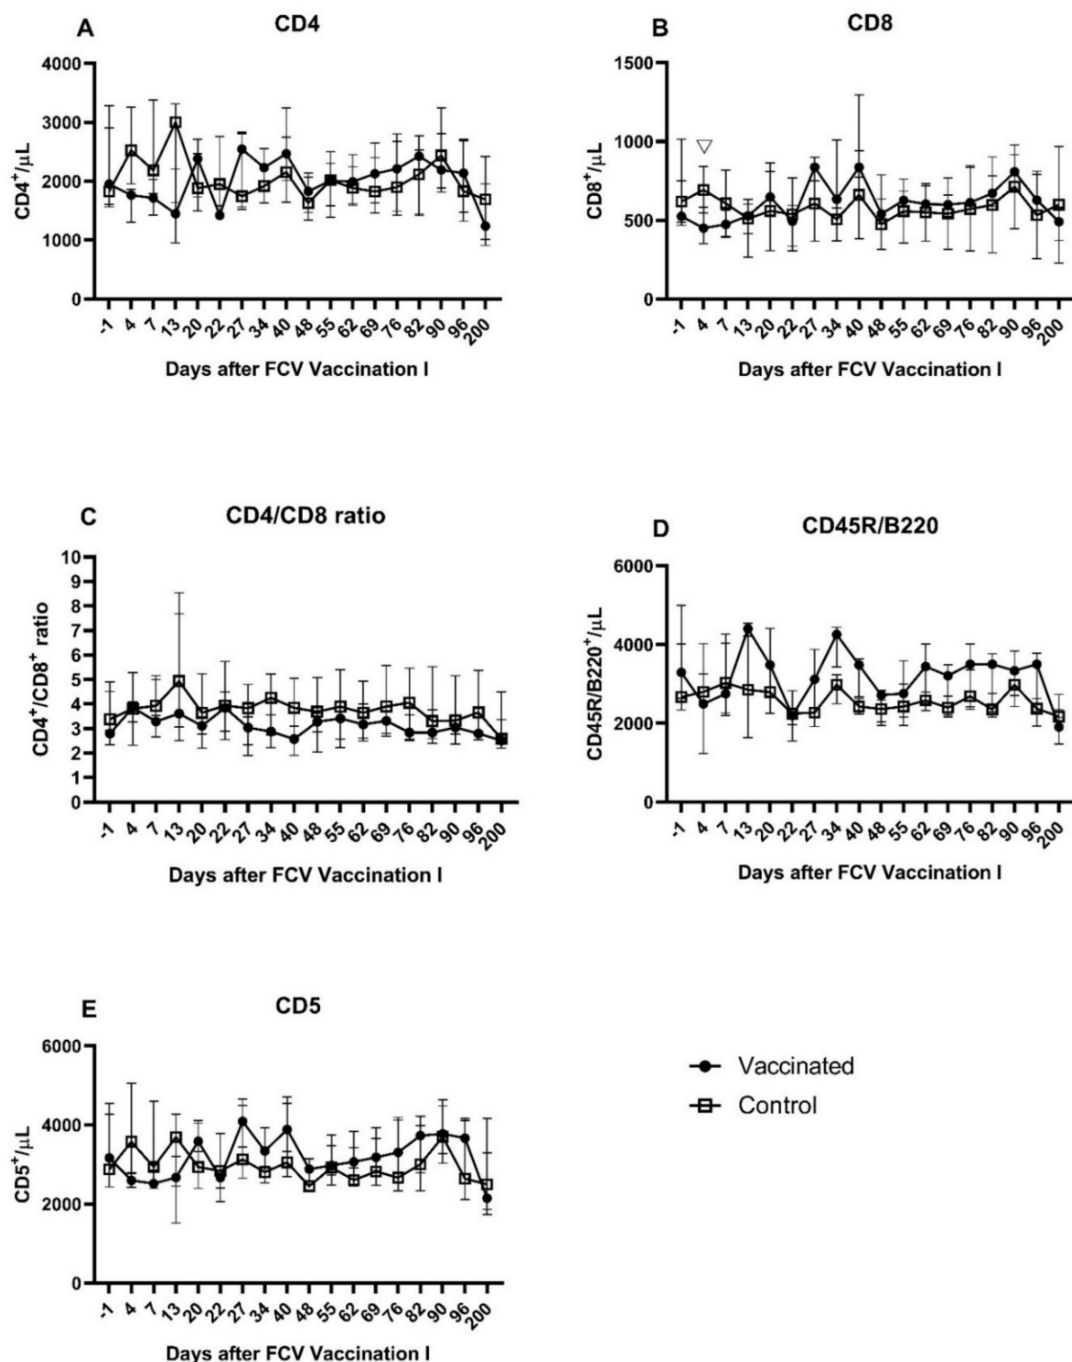 A CD4
4000
3000
2000
1000
0
CD4+/μL
-1 4 7 13 20 22 27 34 40 48 55 62 69 76 82 90 96 200
Days after FCV Vaccination I
B CD8
1500
1000
500
0
CD8+/μL
-1 4 7 13 20 22 27 34 40 48 55 62 69 76 82 90 96 200
Days after FCV Vaccination I
C CD4/CD8 ratio
10
9
8
7
6
5
4
3
2
1
0
CD4+/CD8+ ratio
-1 4 7 13 20 22 27 34 40 48 55 62 69 76 82 90 96 200
Days after FCV Vaccination I
D CD45R/B220
6000
4000
2000
0
CD45R/B220+/μL
-1 4 7 13 20 22 27 34 40 48 55 62 69 76 82 90 96 200
Days after FCV Vaccination I
E CD5
6000
4000
2000
0
CD5+/μL
-1 4 7 13 20 22 27 34 40 48 55 62 69 76 82 90 96 200
Days after FCV Vaccination I
Vaccinated
Control